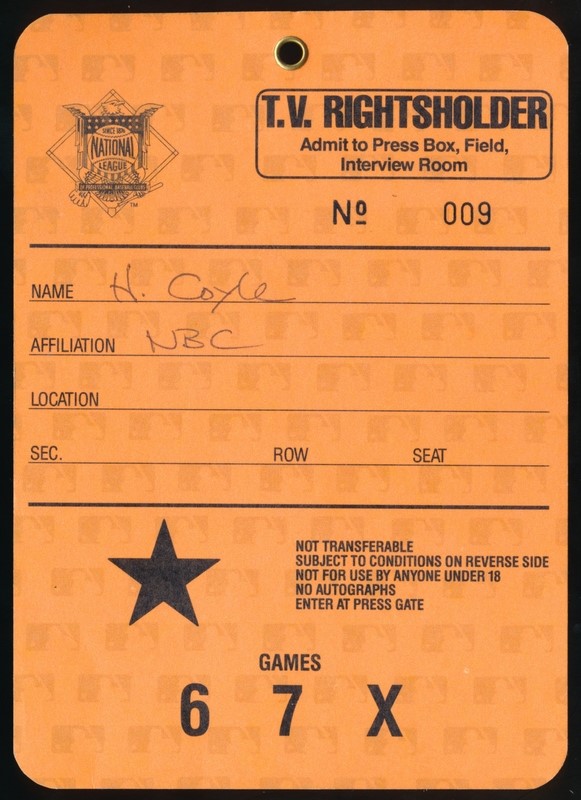 T.V. RIGHTSHOLDER
Admit to Press Box, Field,
Interview Room
SINCE 1876
NATIONAL
LEAGUE
OF PROFESSIONAL BASEBALL CLUBS
TM
Nº 009
NAME H. Coyle
AFFILIATION NBC
LOCATION
SEC. ROW SEAT
NOT TRANSFERABLE
SUBJECT TO CONDITIONS ON REVERSE SIDE
NOT FOR USE BY ANYONE UNDER 18
NO AUTOGRAPHS
ENTER AT PRESS GATE
GAMES
6 7 X